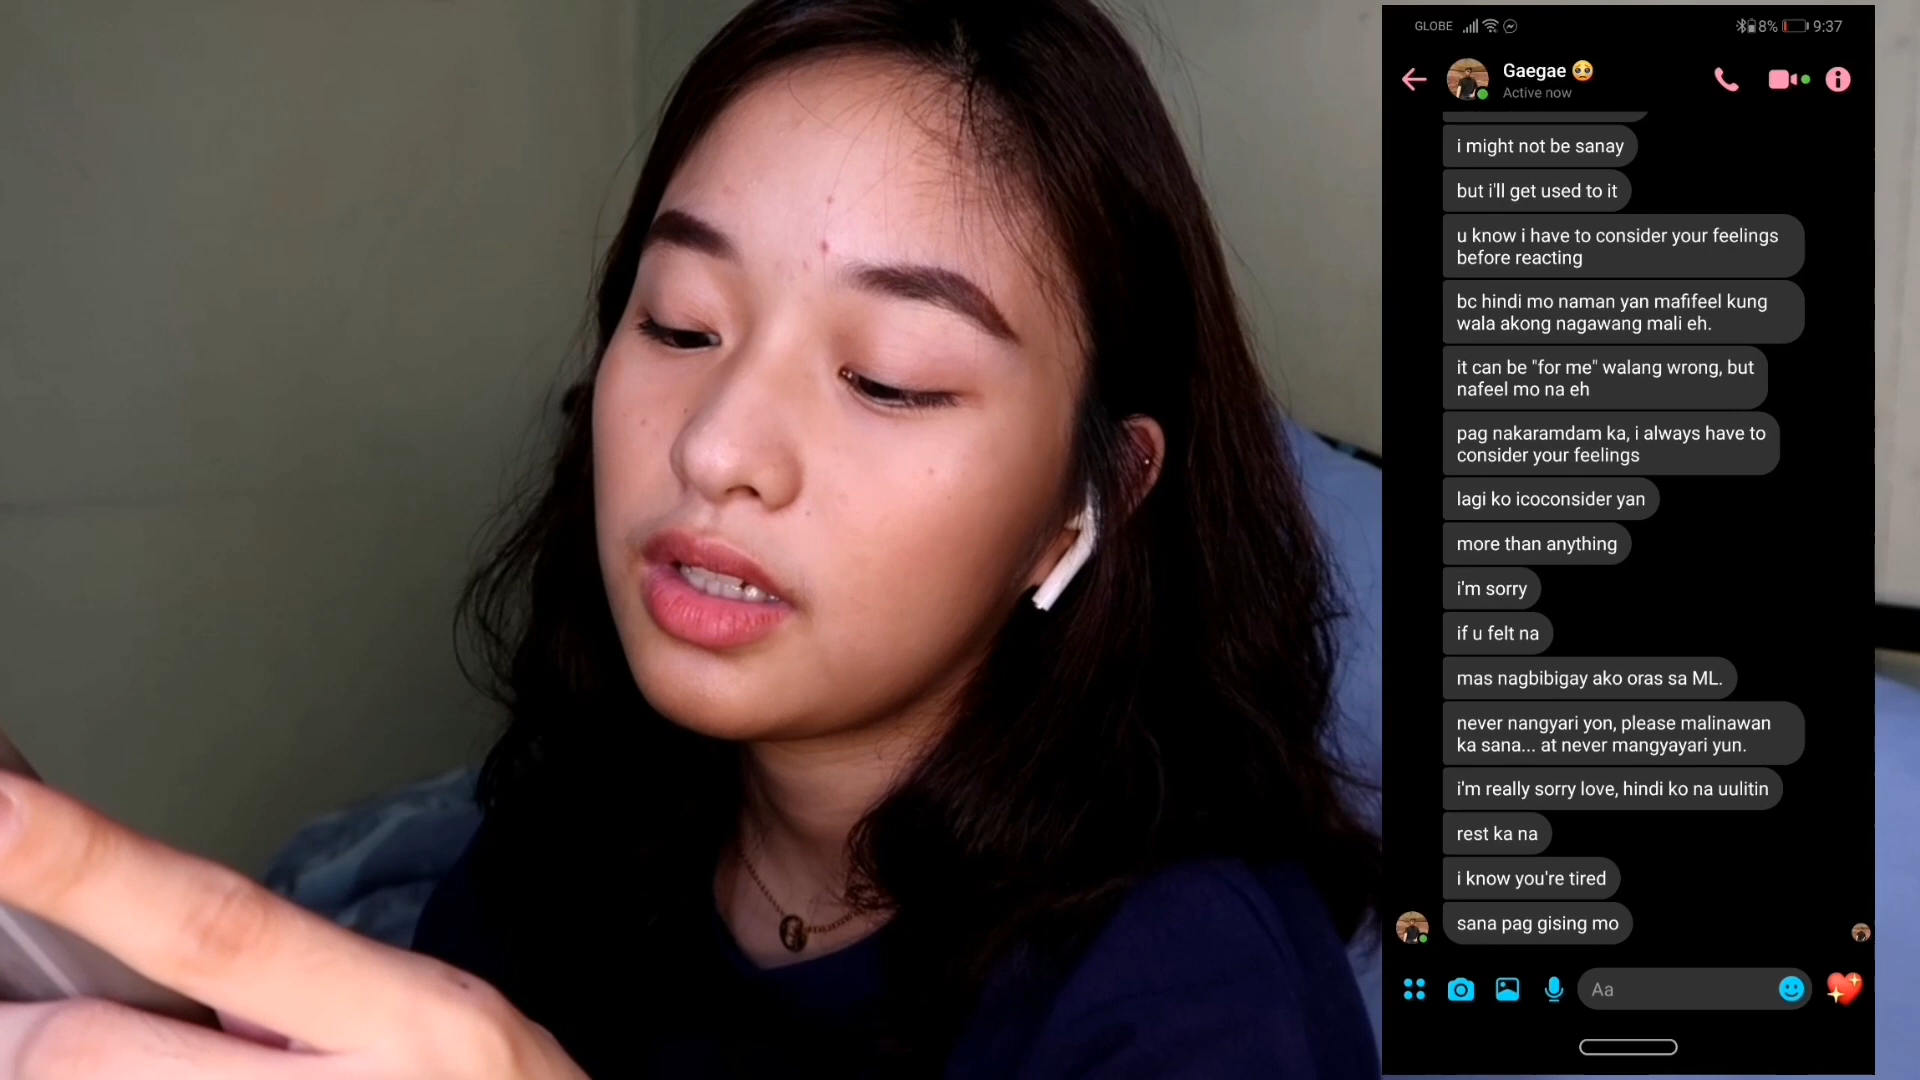 GLOBE 8% 9:37
Gaegae 🥺
Active now
i might not be sanay
but i'll get used to it
u know i have to consider your feelings
before reacting
bc hindi mo naman yan mafifeel kung
wala akong nagawang mali eh.
it can be "for me" walang wrong, but
nafeel mo na eh
pag nakaramdam ka, i always have to
consider your feelings
lagi ko icoconsider yan
more than anything
i'm sorry
if u felt na
mas nagbibigay ako oras sa ML.
never nangyari yon, please malinawan
ka sana... at never mangyayari yun.
i'm really sorry love, hindi ko na uulitin
rest ka na
i know you're tired
sana pag gising mo
Aa